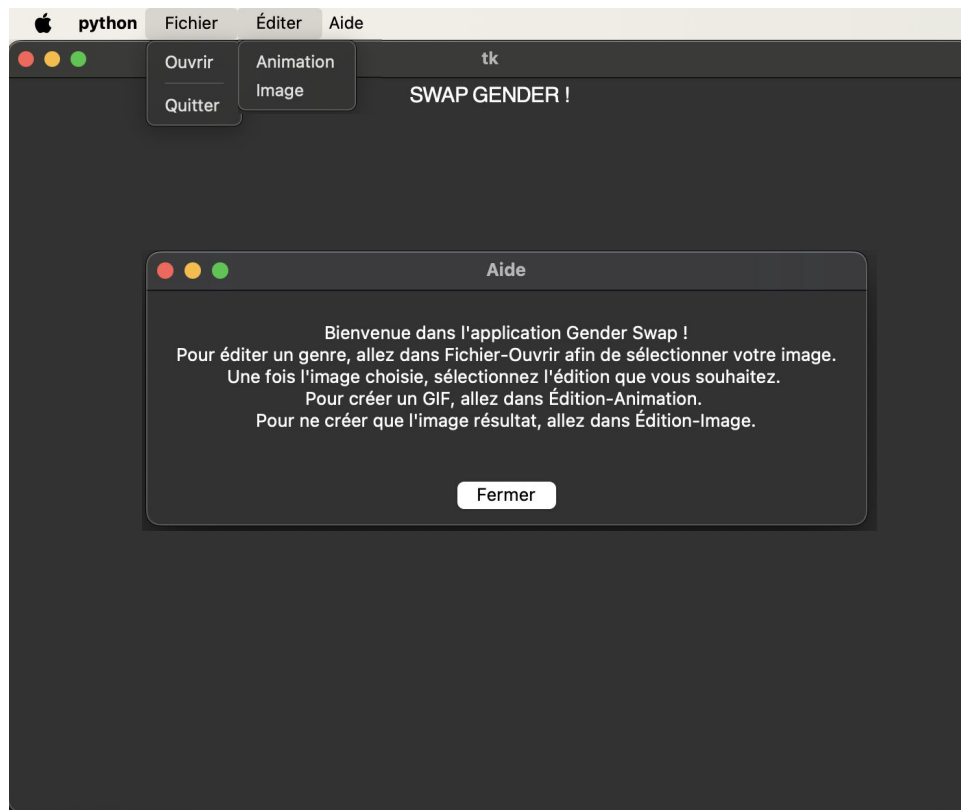 python Fichier Éditer Aide
tk
Ouvrir
Quitter
Animation
Image
SWAP GENDER !
Aide
Bienvenue dans l'application Gender Swap !
Pour éditer un genre, allez dans Fichier-Ouvrir afin de sélectionner votre image.
Une fois l'image choisie, sélectionnez l'édition que vous souhaitez.
Pour créer un GIF, allez dans Édition-Animation.
Pour ne créer que l'image résultat, allez dans Édition-Image.
Fermer